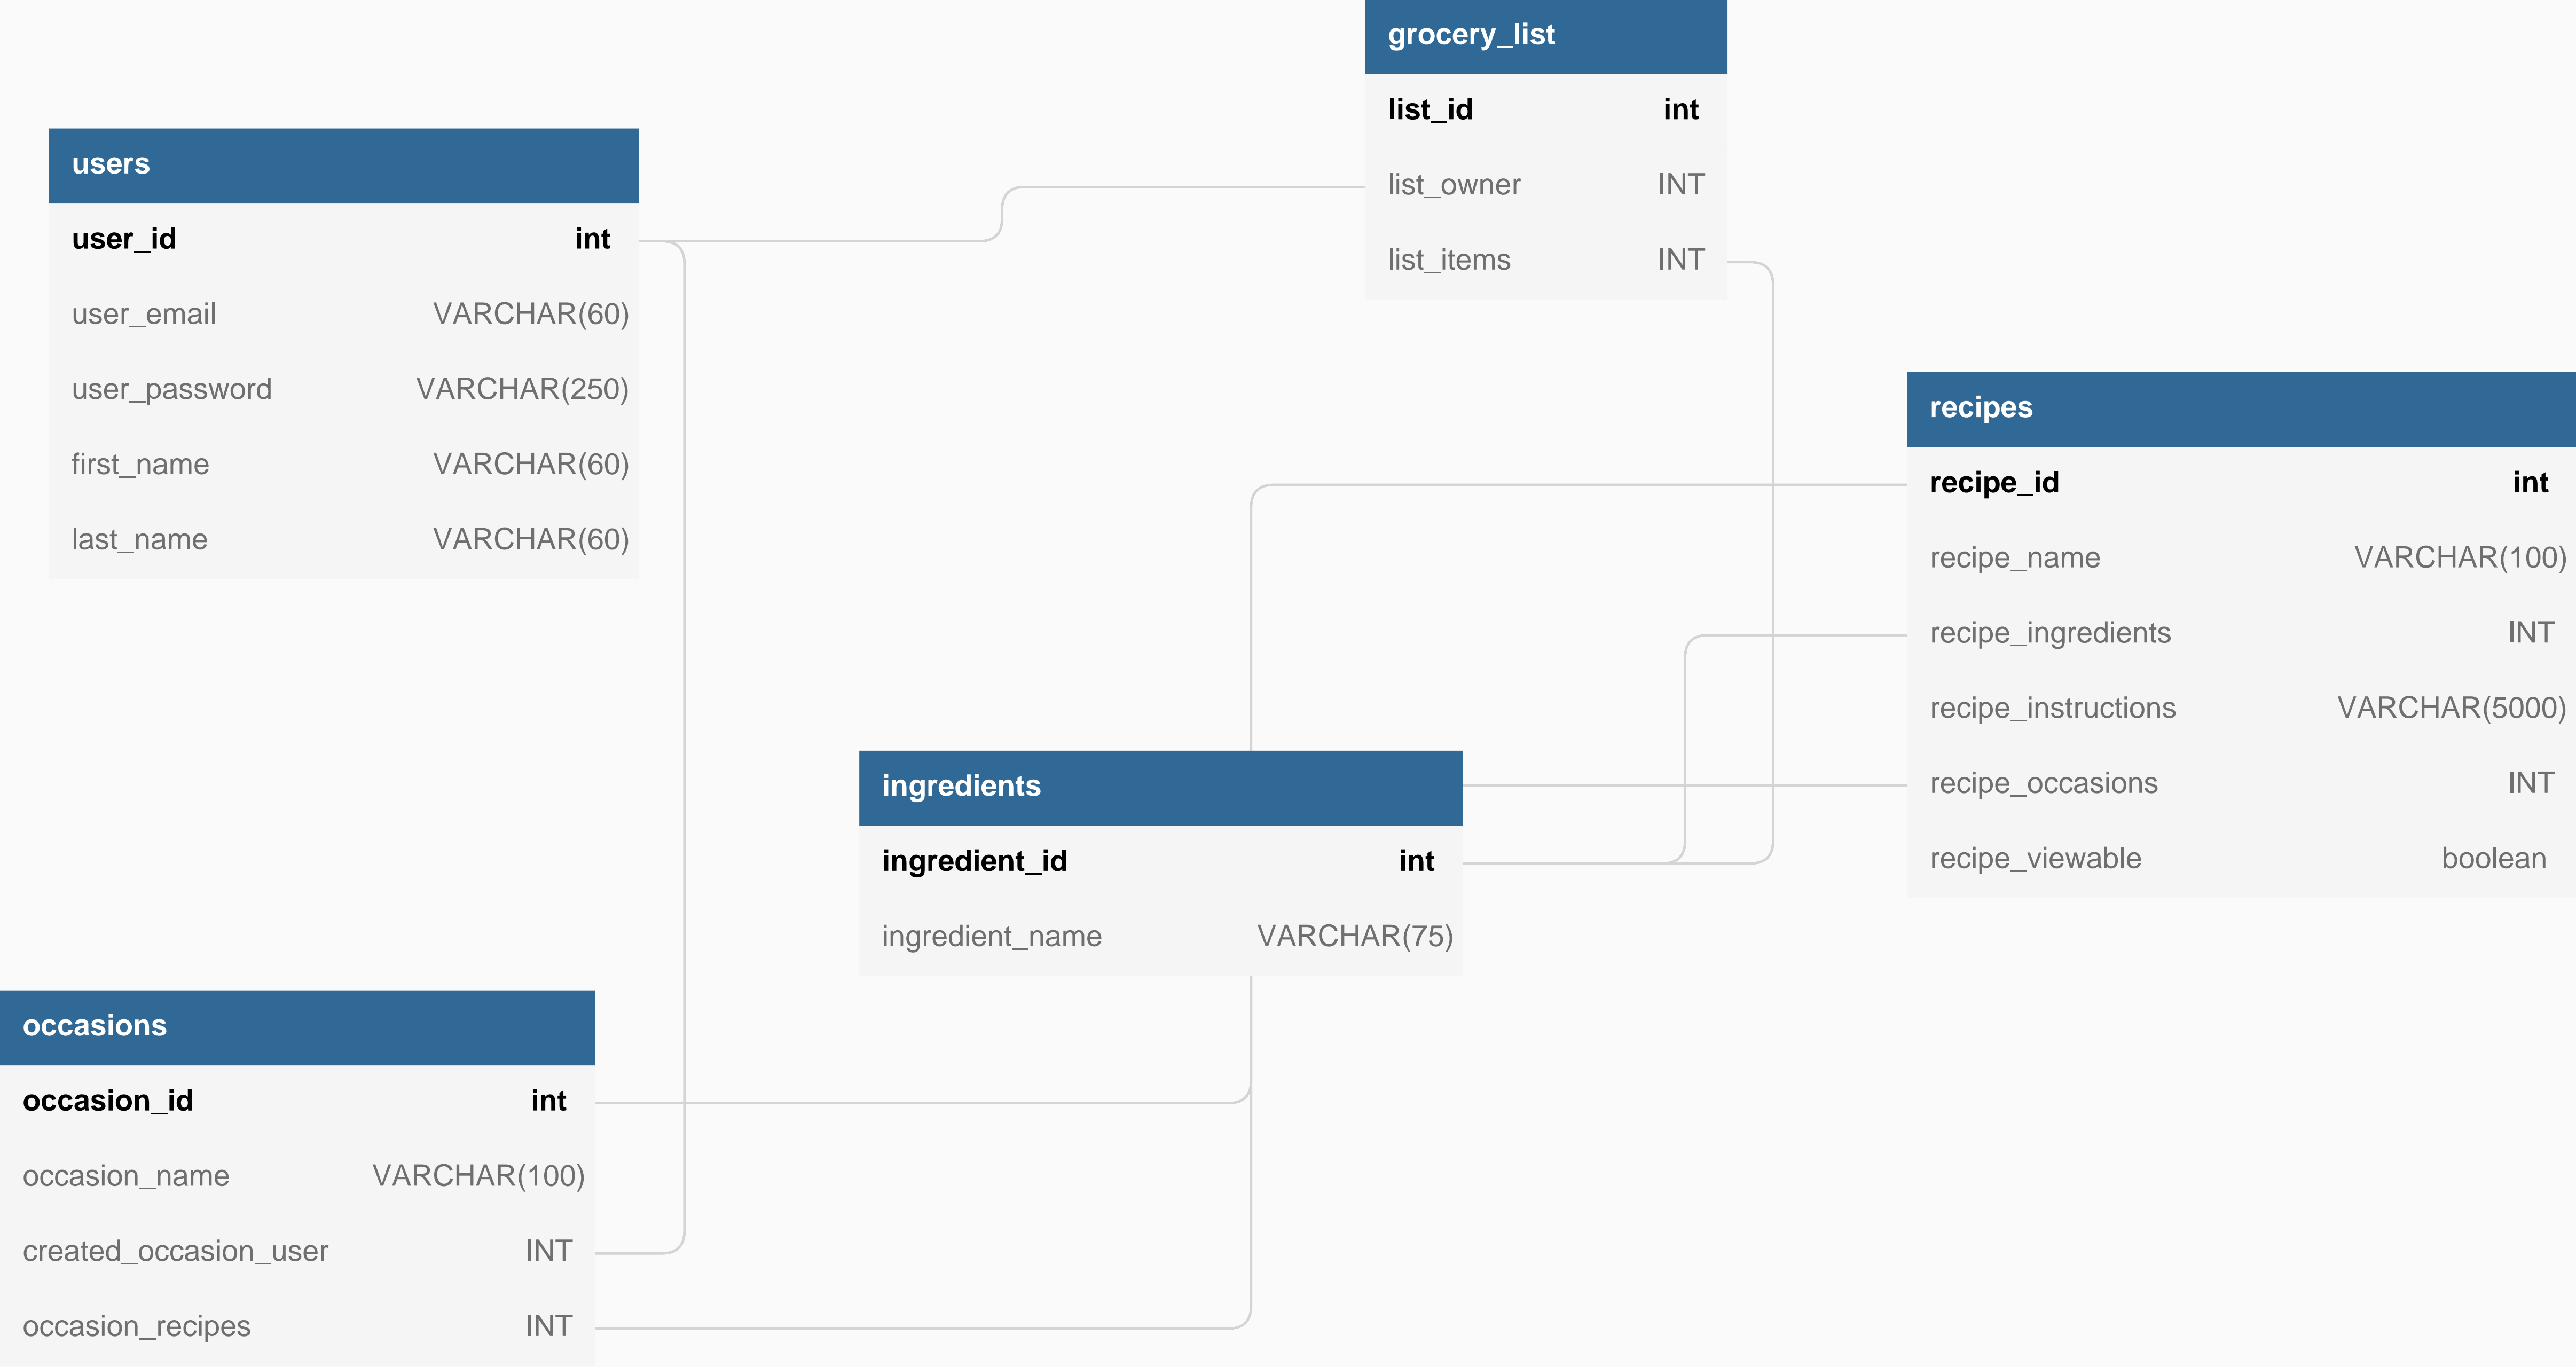 grocery_list
list_id int
list_owner INT
list_items INT
users
user_id int
user_email VARCHAR(60)
user_password VARCHAR(250)
first_name VARCHAR(60)
last_name VARCHAR(60)
recipes
recipe_id int
recipe_name VARCHAR(100)
recipe_ingredients INT
recipe_instructions VARCHAR(5000)
recipe_occasions INT
recipe_viewable boolean
ingredients
ingredient_id int
ingredient_name VARCHAR(75)
occasions
occasion_id int
occasion_name VARCHAR(100)
created_occasion_user INT
occasion_recipes INT